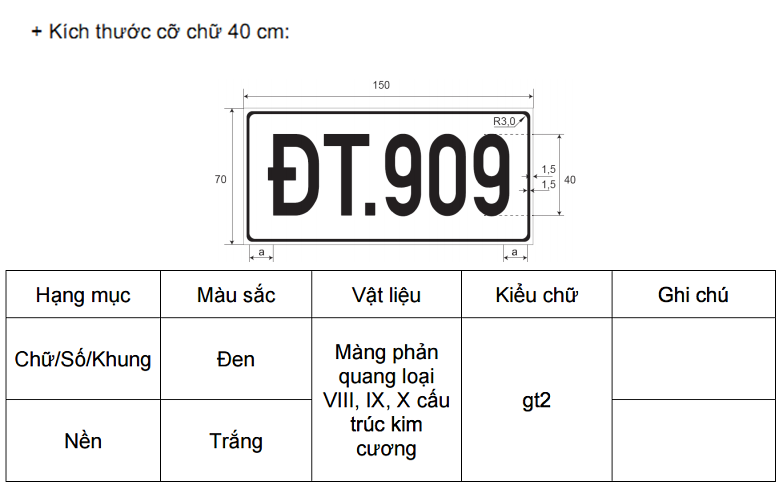 + Kích thước cỡ chữ 40 cm:
150
R3,0
ĐT.909
70
1,5
1,5
40
a
a
Hạng mục
Màu sắc
Vật liệu
Kiểu chữ
Ghi chú
Chữ/Số/Khung
Đen
Màng phản
quang loại
VIII, IX, X cấu
trúc kim
cương
gt2
Nền
Trắng